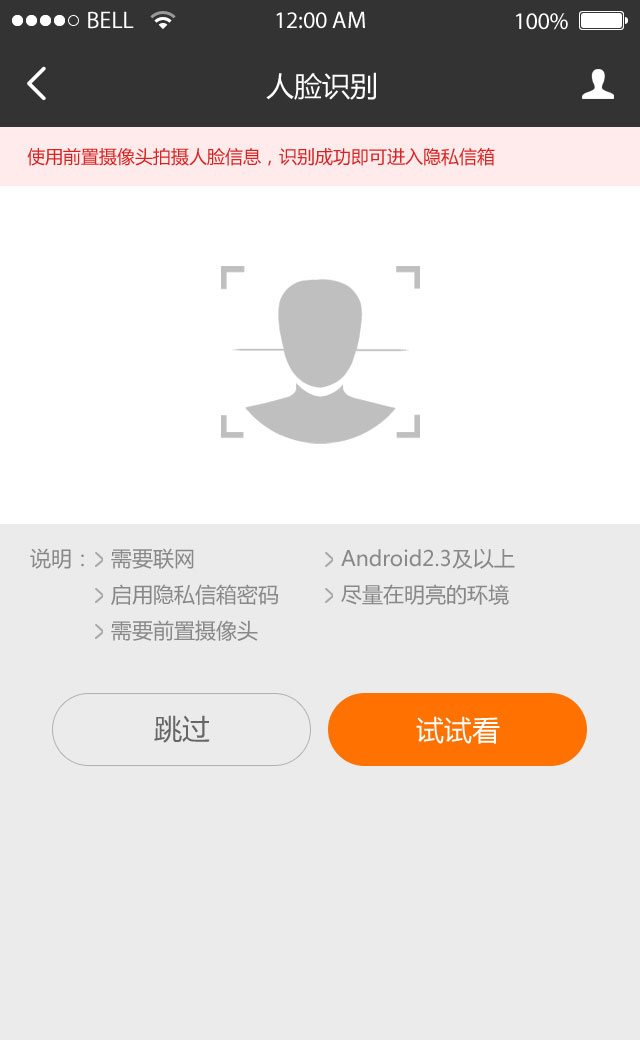 BELL 12:00 AM 100%
人脸识别
使用前置摄像头拍摄人脸信息，识别成功即可进入隐私信箱
说明：> 需要联网 > Android2.3及以上
> 启用隐私信箱密码 > 尽量在明亮的环境
> 需要前置摄像头
跳过 试试看